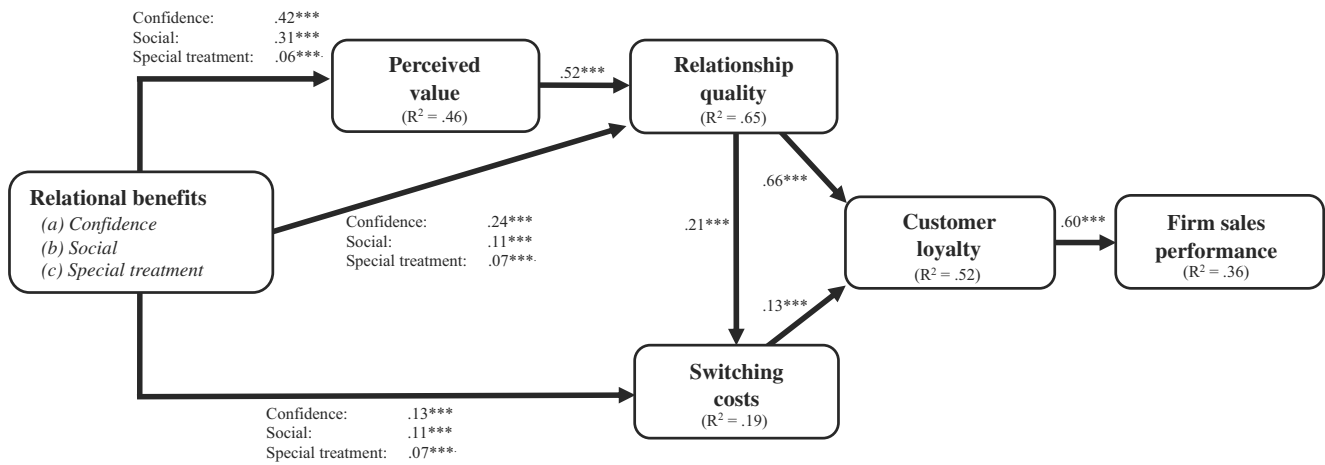 Confidence: .42***
Social: .31***
Special treatment: .06***.
Perceived
value
(R² = .46)
.52***
Relationship
quality
(R² = .65)
Relational benefits
(a) Confidence
(b) Social
(c) Special treatment
Confidence: .24***
Social: .11***
Special treatment: .07***.
.21***
.66***
Customer
loyalty
(R² = .52)
.60***
Firm sales
performance
(R² = .36)
.13***
Switching
costs
(R² = .19)
Confidence: .13***
Social: .11***
Special treatment: .07***.